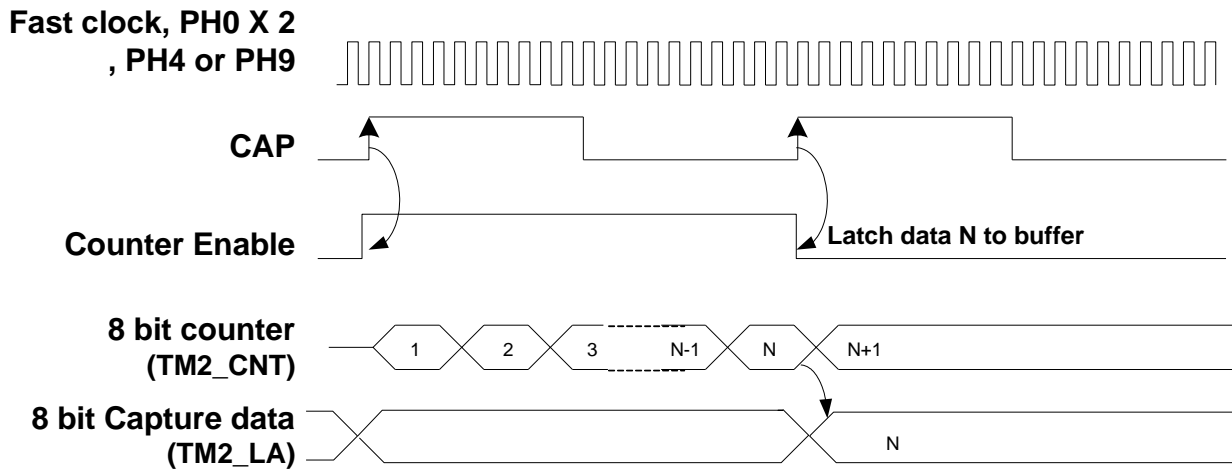 Fast clock, PH0 X 2
, PH4 or PH9
CAP
Counter Enable
Latch data N to buffer
8 bit counter
(TM2_CNT)
1
2
3
N-1
N
N+1
8 bit Capture data
(TM2_LA)
N